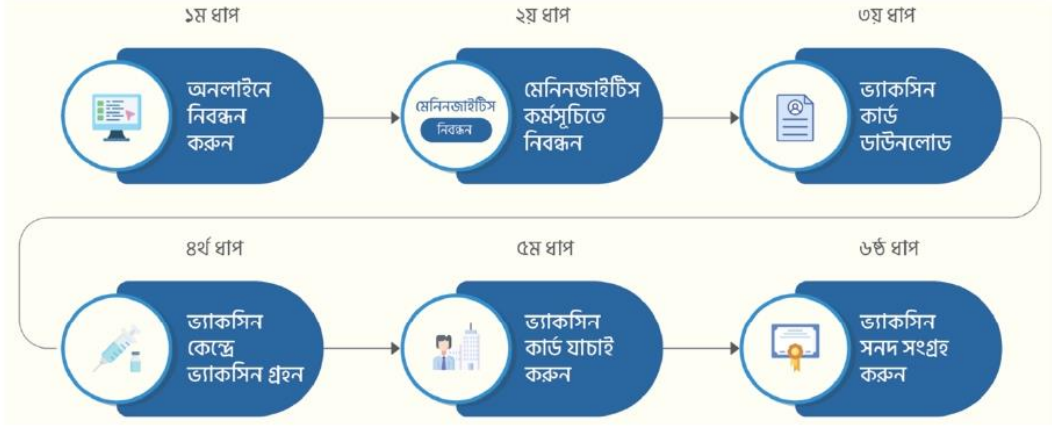 ১ম ধাপ
২য় ধাপ
৩য় ধাপ
অনলাইনে
নিবন্ধন
করুন
মেনিনজাইটিস
নিবন্ধন
মেনিনজাইটিস
কর্মসূচিতে
নিবন্ধন
ভ্যাকসিন
কার্ড
ডাউনলোড
৪র্থ ধাপ
৫ম ধাপ
৬ষ্ঠ ধাপ
ভ্যাকসিন
কেন্দ্রে
ভ্যাকসিন গ্রহন
ভ্যাকসিন
কার্ড যাচাই
করুন
ভ্যাকসিন
সনদ সংগ্রহ
করুন